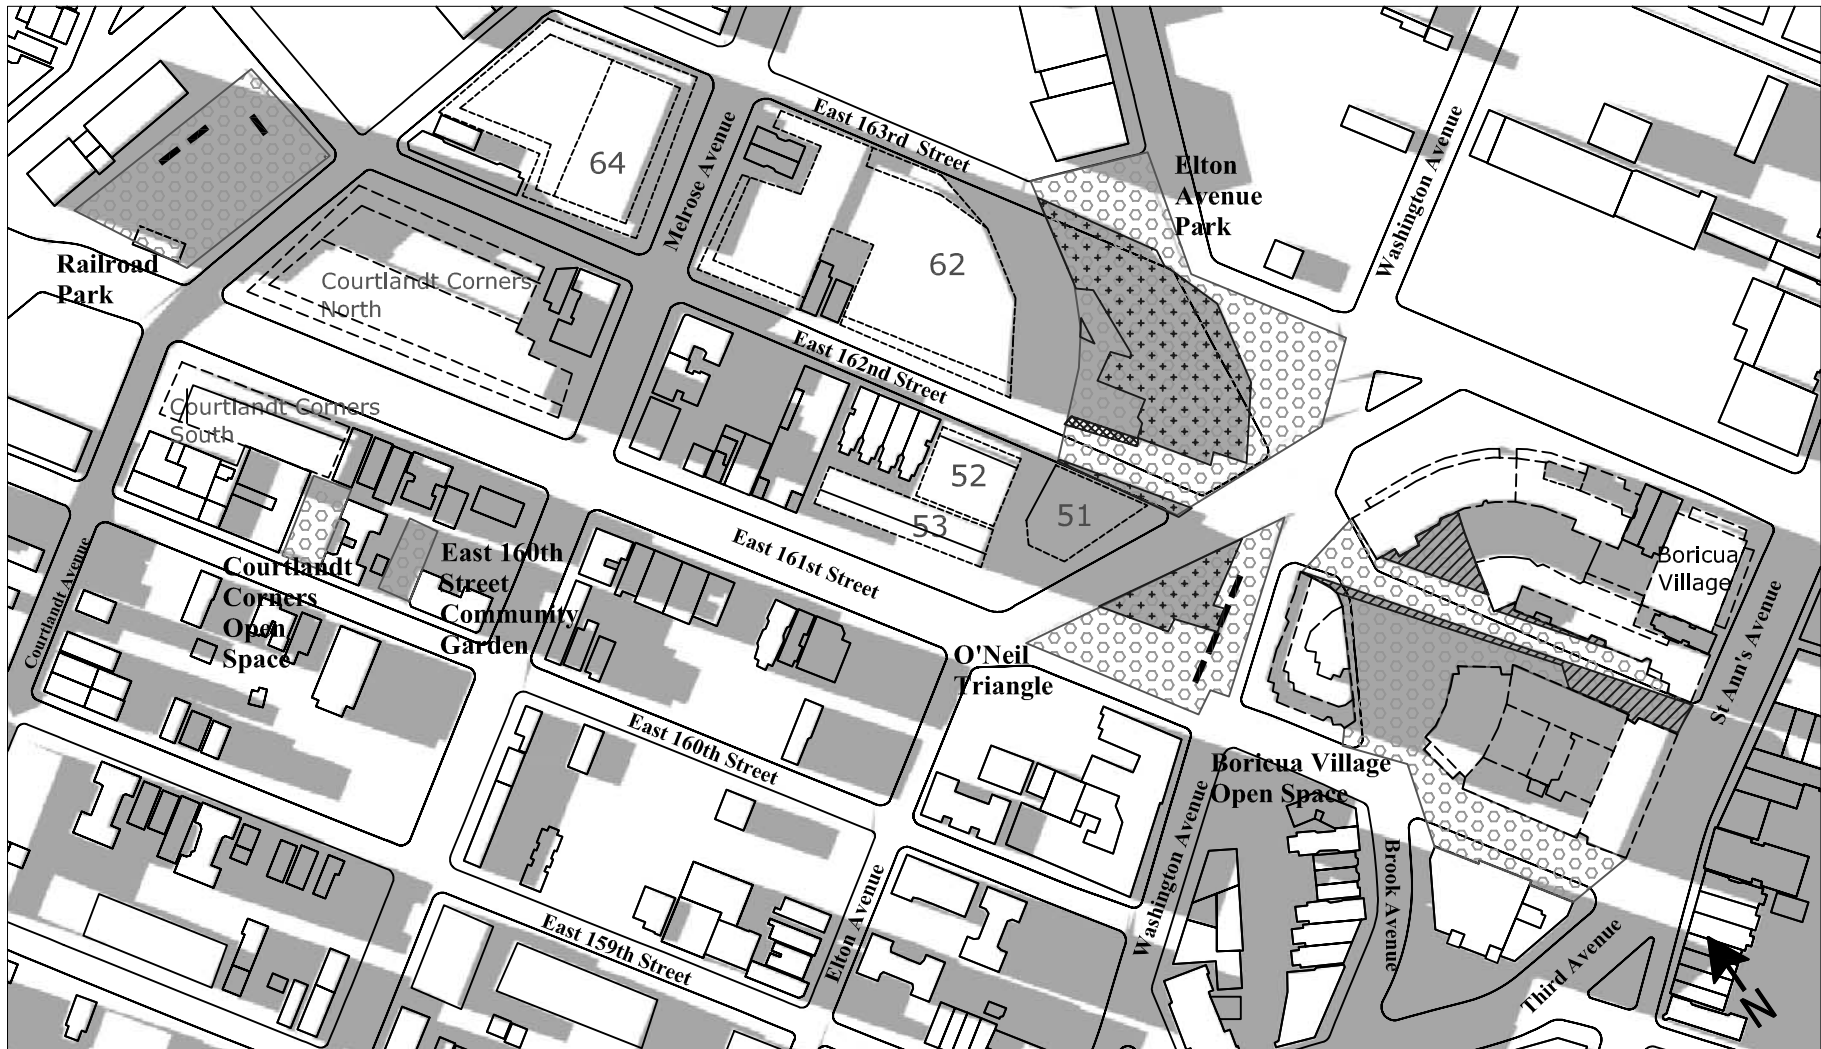 East 163rd Street
64
Melrose Avenue
Elton
Avenue
Park
Washington Avenue
Railroad
Park
62
Courtlandt Corners
North
East 162nd Street
Courtlandt Corners
South
52
53
51
Courtlandt Avenue
Courtlandt
Corners
Open
Space
East 160th
Street
Community
Garden
East 161st Street
Boricua
Village
O'Neil
Triangle
St Ann's Avenue
East 160th Street
Boricua Village
Open Space
Washington Avenue
Brook Avenue
Elton Avenue
East 159th Street
Third Avenue
N